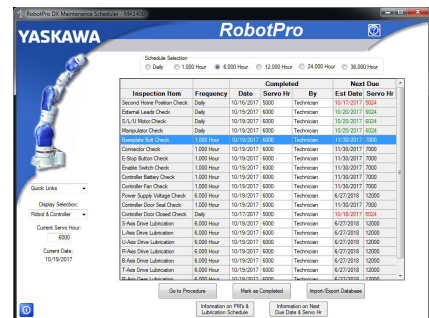 RobotPro DX Maintenance Scheduler - MA1400
YASKAWA
RobotPro
Schedule Selection
Daily 1,000 Hour 6,000 Hour 12,000 Hour 24,000 Hour 36,000 Hour
Completed Next Due
Inspection Item Frequency Date Servo Hr By Est Date Servo Hr
Second Home Position Check Daily 10/16/2017 5000 Technician 10/17/2017 5024
External Leads Check Daily 10/19/2017 6000 Technician 10/20/2017 6024
S/L/U Motor Check Daily 10/19/2017 6000 Technician 10/20/2017 6024
Manipulator Check Daily 10/19/2017 6000 Technician 10/20/2017 6024
Baseplate Bolt Check 1,000 Hour 10/19/2017 6000 Technician 11/30/2017 7000
Connector Check 1,000 Hour 10/19/2017 6000 Technician 11/30/2017 7000
E-Stop Button Check 1,000 Hour 10/19/2017 6000 Technician 11/30/2017 7000
Enable Switch Check 1,000 Hour 10/19/2017 6000 Technician 11/30/2017 7000
Controller Battery Check 1,000 Hour 10/19/2017 6000 Technician 11/30/2017 7000
Controller Fan Check 1,000 Hour 10/19/2017 6000 Technician 11/30/2017 7000
Power Supply Voltage Check 6,000 Hour 10/19/2017 6000 Technician 6/27/2018 12000
Controller Door Seal Check 1,000 Hour 10/19/2017 6000 Technician 11/30/2017 7000
Controller Door Closed Check Daily 10/17/2017 5000 Technician 10/18/2017 5024
S-Axis Drive Lubrication 6,000 Hour 10/19/2017 6000 Technician 6/27/2018 12000
L-Axis Drive Lubrication 6,000 Hour 10/19/2017 6000 Technician 6/27/2018 12000
U-Axis Drive Lubrication 6,000 Hour 10/19/2017 6000 Technician 6/27/2018 12000
R-Axis Drive Lubrication 6,000 Hour 10/19/2017 6000 Technician 6/27/2018 12000
B-Axis Drive Lubrication 6,000 Hour 10/19/2017 6000 Technician 6/27/2018 12000
T-Axis Drive Lubrication 6,000 Hour 10/19/2017 6000 Technician 6/27/2018 12000
Quick Links
Display Selection:
Robot & Controller
Current Servo Hour:
6000
Current Date:
10/19/2017
Go to Procedure Mark as Completed Import/Export Database
Information on PM's & Lubrication Schedule
Information on Next Due Date & Servo Hr